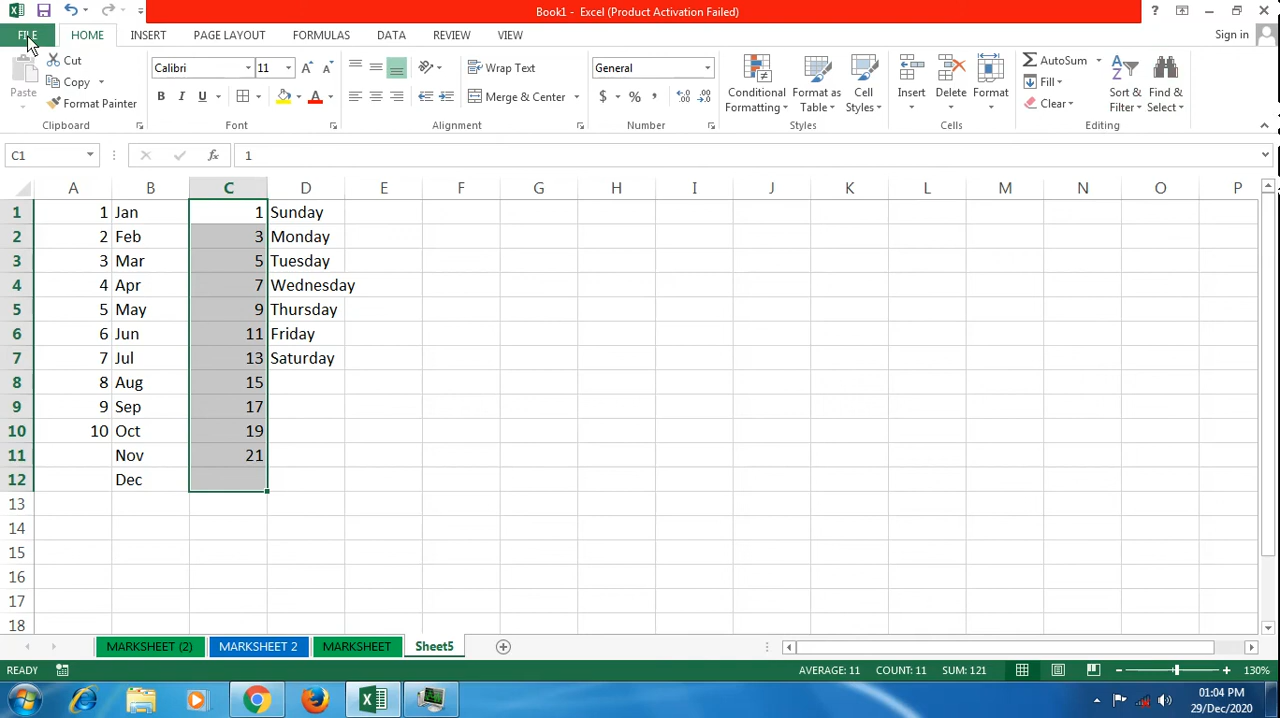 Book1 - Excel (Product Activation Failed)
FILE HOME INSERT PAGE LAYOUT FORMULAS DATA REVIEW VIEW Sign in
Paste Cut Copy Format Painter
Calibri 11
B I U A
Wrap Text
Merge & Center
General
$ % ,
Conditional Formatting Format as Table Cell Styles
Insert Delete Format
AutoSum
Fill
Clear
Sort & Filter Find & Select
Clipboard Font Alignment Number Styles Cells Editing
C1 fx 1
A B C D E F G H I J K L M N O P
1 1 Jan 1 Sunday
2 2 Feb 3 Monday
3 3 Mar 5 Tuesday
4 4 Apr 7 Wednesday
5 5 May 9 Thursday
6 6 Jun 11 Friday
7 7 Jul 13 Saturday
8 8 Aug 15
9 9 Sep 17
10 10 Oct 19
11 Nov 21
12 Dec
13
14
15
16
17
18
MARKSHEET (2) MARKSHEET 2 MARKSHEET Sheet5
READY AVERAGE: 11 COUNT: 11 SUM: 121 130%
01:04 PM
29/Dec/2020